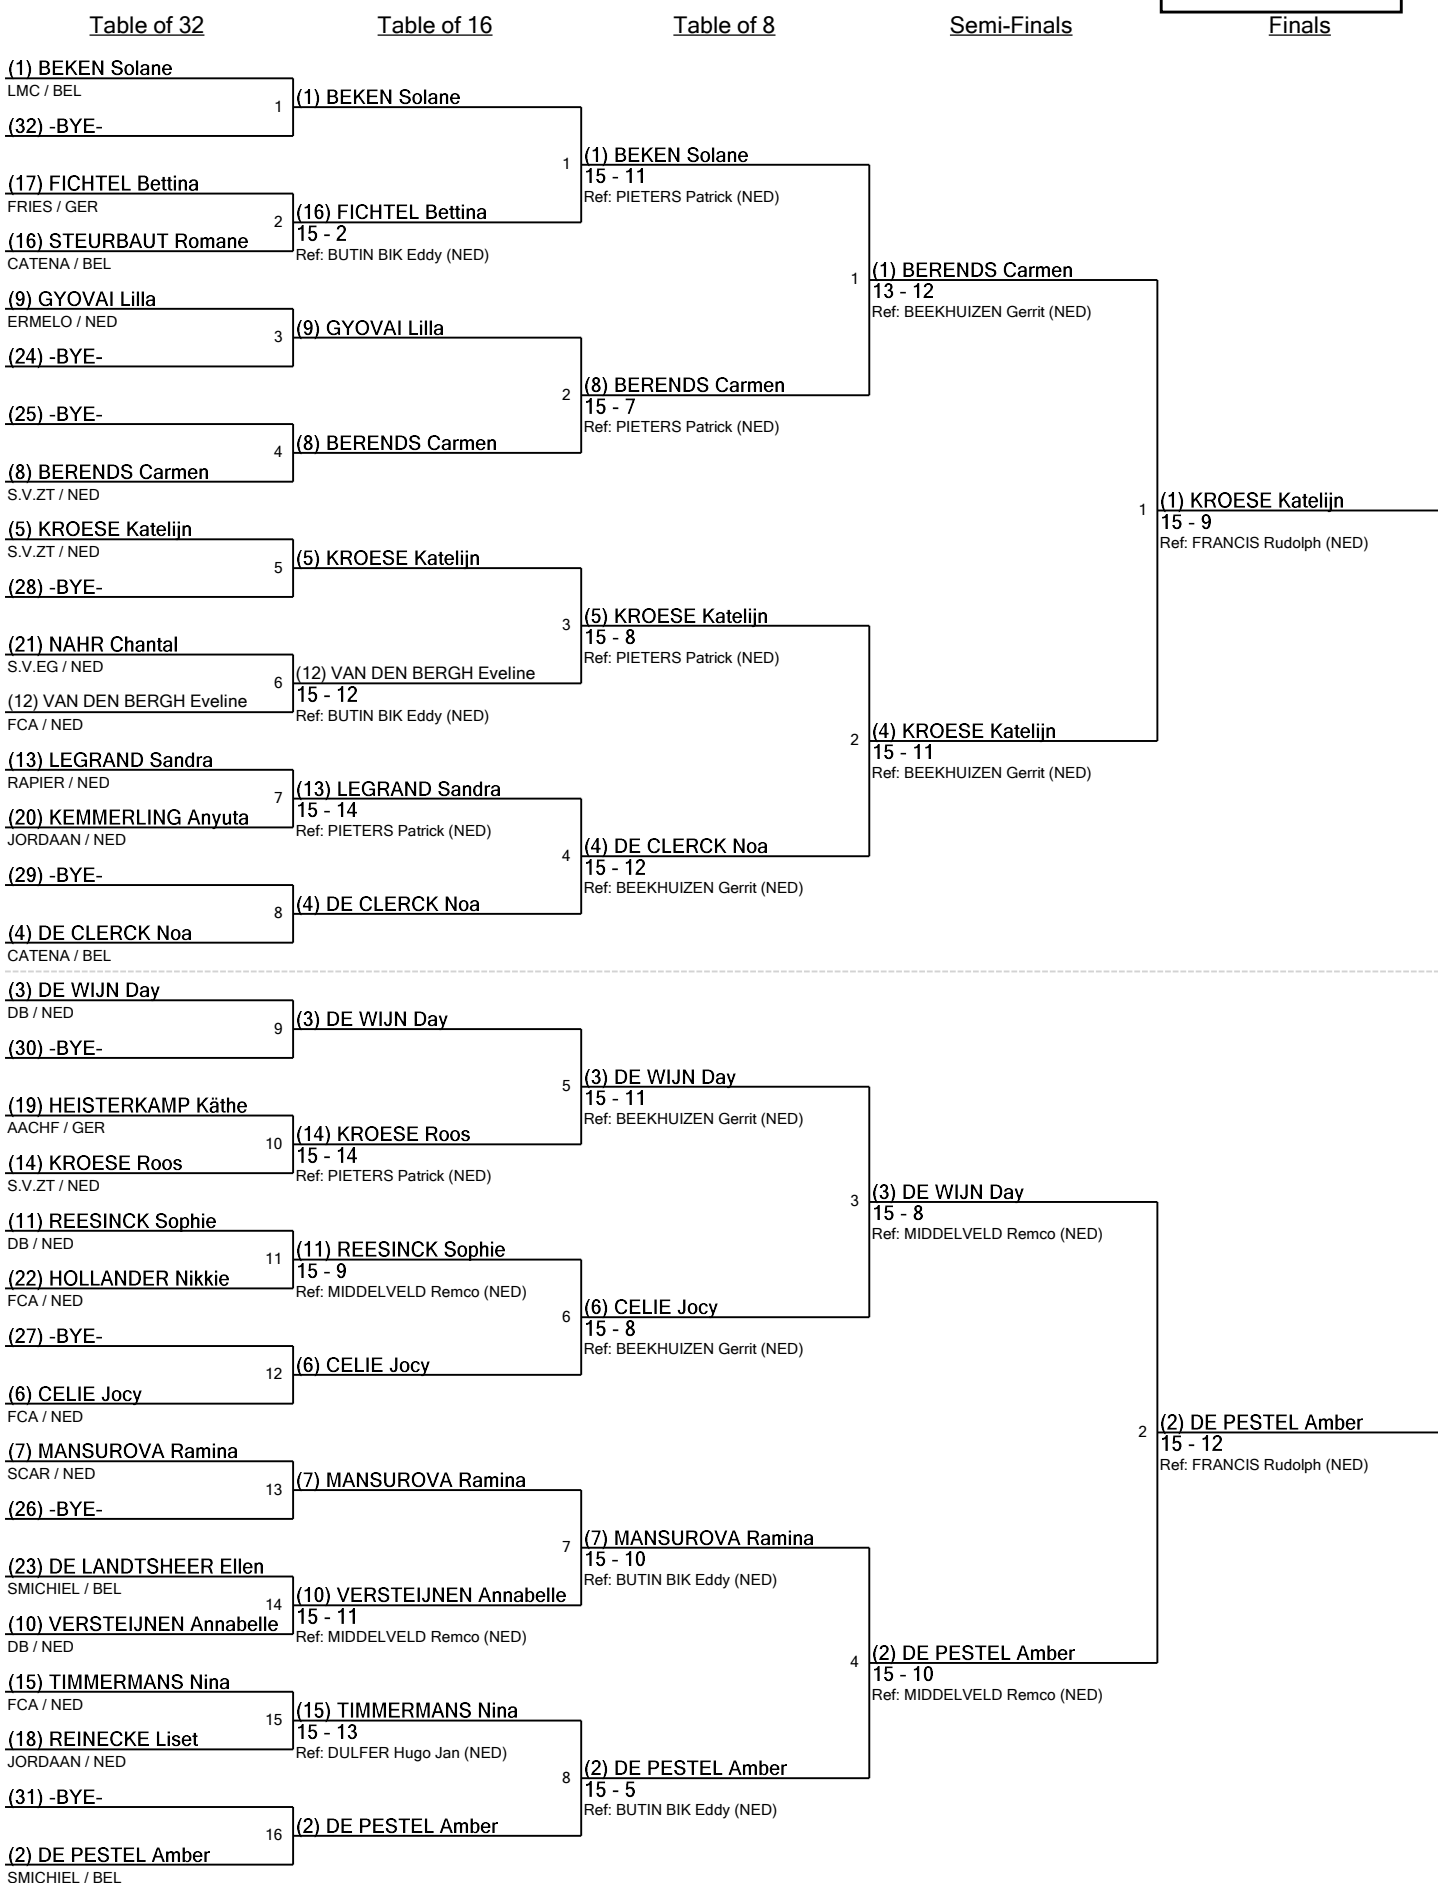 Table of 32
Table of 16
Table of 8
Semi-Finals
Finals
(1) BEKEN Solane
LMC / BEL
1
(32) -BYE-
(17) FICHTEL Bettina
FRIES / GER
2
(16) STEURBAUT Romane
CATENA / BEL
(9) GYOVAI Lilla
ERMELO / NED
3
(24) -BYE-
(25) -BYE-
4
(8) BERENDS Carmen
S.V.ZT / NED
(5) KROESE Katelijn
S.V.ZT / NED
5
(28) -BYE-
(21) NAHR Chantal
S.V.EG / NED
6
(12) VAN DEN BERGH Eveline
FCA / NED
(13) LEGRAND Sandra
RAPIER / NED
7
(20) KEMMERLING Anyuta
JORDAAN / NED
(29) -BYE-
8
(4) DE CLERCK Noa
CATENA / BEL
(3) DE WIJN Day
DB / NED
9
(30) -BYE-
(19) HEISTERKAMP Käthe
AACHF / GER
10
(14) KROESE Roos
S.V.ZT / NED
(11) REESINCK Sophie
DB / NED
11
(22) HOLLANDER Nikkie
FCA / NED
(27) -BYE-
12
(6) CELIE Jocy
FCA / NED
(7) MANSUROVA Ramina
SCAR / NED
13
(26) -BYE-
(23) DE LANDTSHEER Ellen
SMICHIEL / BEL
14
(10) VERSTEIJNEN Annabelle
DB / NED
(15) TIMMERMANS Nina
FCA / NED
15
(18) REINECKE Liset
JORDAAN / NED
(31) -BYE-
16
(2) DE PESTEL Amber
SMICHIEL / BEL
(1) BEKEN Solane
1
(16) FICHTEL Bettina
15 - 2
Ref: BUTIN BIK Eddy (NED)
(9) GYOVAI Lilla
2
(8) BERENDS Carmen
(5) KROESE Katelijn
3
(12) VAN DEN BERGH Eveline
15 - 12
Ref: BUTIN BIK Eddy (NED)
(13) LEGRAND Sandra
15 - 14
Ref: PIETERS Patrick (NED)
4
(4) DE CLERCK Noa
(3) DE WIJN Day
5
(14) KROESE Roos
15 - 14
Ref: PIETERS Patrick (NED)
(11) REESINCK Sophie
15 - 9
Ref: MIDDELVELD Remco (NED)
6
(6) CELIE Jocy
(7) MANSUROVA Ramina
7
(10) VERSTEIJNEN Annabelle
15 - 11
Ref: MIDDELVELD Remco (NED)
(15) TIMMERMANS Nina
15 - 13
Ref: DULFER Hugo Jan (NED)
8
(2) DE PESTEL Amber
(1) BEKEN Solane
15 - 11
Ref: PIETERS Patrick (NED)
1
(8) BERENDS Carmen
15 - 7
Ref: PIETERS Patrick (NED)
(5) KROESE Katelijn
15 - 8
Ref: PIETERS Patrick (NED)
2
(4) DE CLERCK Noa
15 - 12
Ref: BEEKHUIZEN Gerrit (NED)
(3) DE WIJN Day
15 - 11
Ref: BEEKHUIZEN Gerrit (NED)
3
(6) CELIE Jocy
15 - 8
Ref: BEEKHUIZEN Gerrit (NED)
(7) MANSUROVA Ramina
15 - 10
Ref: BUTIN BIK Eddy (NED)
4
(2) DE PESTEL Amber
15 - 5
Ref: BUTIN BIK Eddy (NED)
(1) BERENDS Carmen
13 - 12
Ref: BEEKHUIZEN Gerrit (NED)
1
(4) KROESE Katelijn
15 - 11
Ref: BEEKHUIZEN Gerrit (NED)
(3) DE WIJN Day
15 - 8
Ref: MIDDELVELD Remco (NED)
2
(2) DE PESTEL Amber
15 - 10
Ref: MIDDELVELD Remco (NED)
(1) KROESE Katelijn
15 - 9
Ref: FRANCIS Rudolph (NED)
(2) DE PESTEL Amber
15 - 12
Ref: FRANCIS Rudolph (NED)